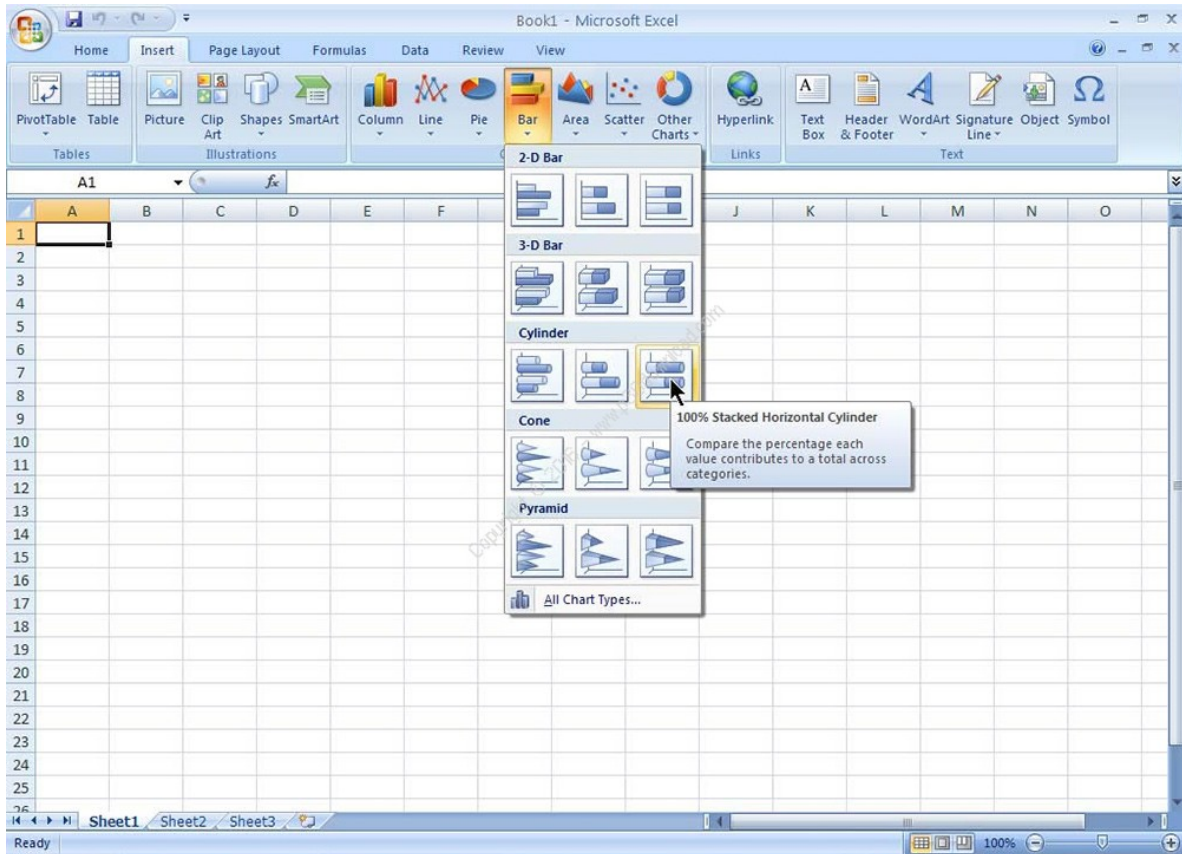 Book1 - Microsoft Excel
Home Insert Page Layout Formulas Data Review View
PivotTable Table Picture Clip Art Shapes SmartArt Column Line Pie Bar Area Scatter Other Charts Hyperlink Text Box Header & Footer WordArt Signature Line Object Symbol
Tables Illustrations Links Text
A1 fx
A B C D E F J K L M N O
1
2
3
4
5
6
7
8
9
10
11
12
13
14
15
16
17
18
19
20
21
22
23
24
25
26
2-D Bar
3-D Bar
Cylinder
100% Stacked Horizontal Cylinder
Compare the percentage each
value contributes to a total across
categories.
Cone
Pyramid
All Chart Types...
Sheet1 Sheet2 Sheet3
Ready 100%